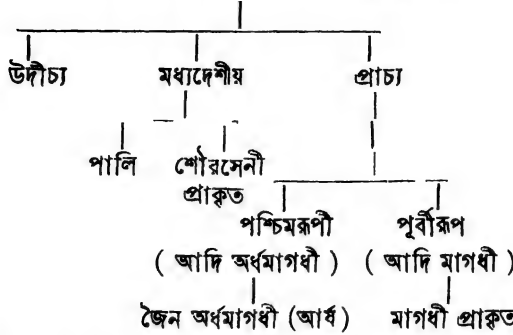 উদীচ্য মধ্যদেশীয় প্রাচ্য
পালি শৌরসেনী
প্রাকৃত
পশ্চিমরূপী পূর্বীরূপ
( আদি অর্ধমাগধী ) ( আদি মাগধী )
জৈন অর্ধমাগধী (আর্ষ) মাগধী প্রাকৃত